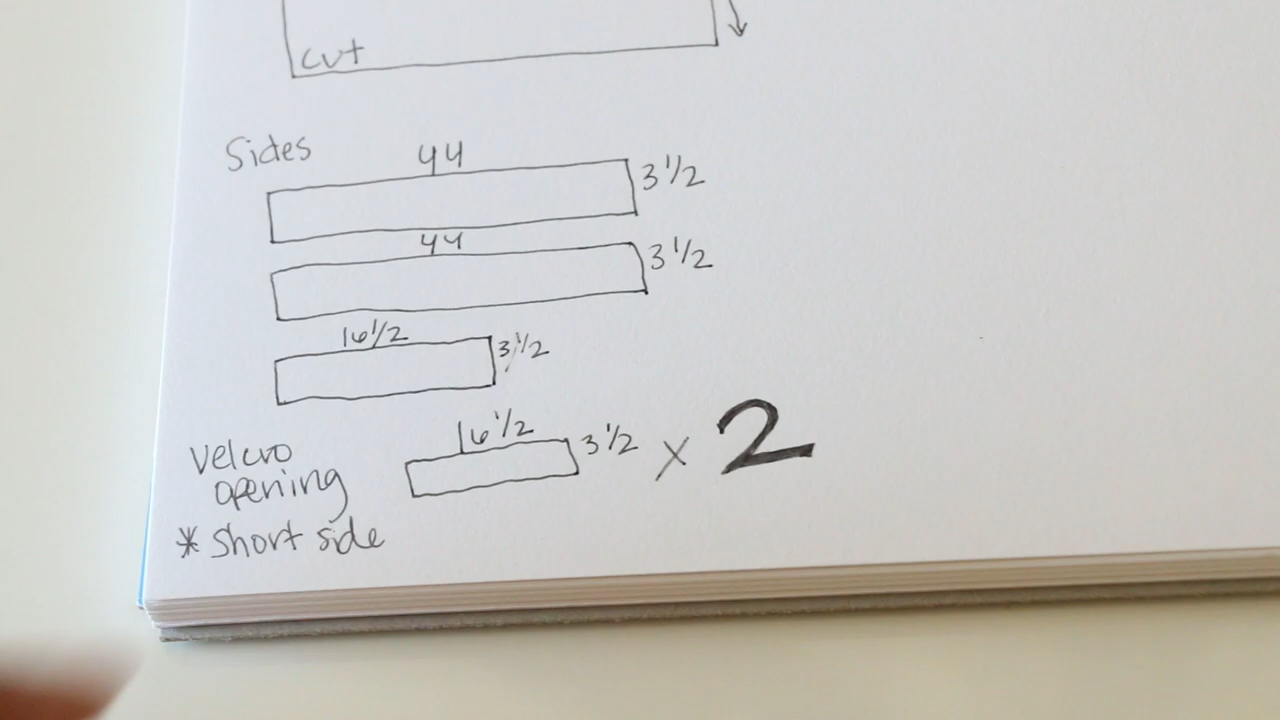 cut
Sides
44
3 1/2
44
3 1/2
16 1/2
3 1/2
Velcro
opening
16 1/2
3 1/2 x 2
* short side